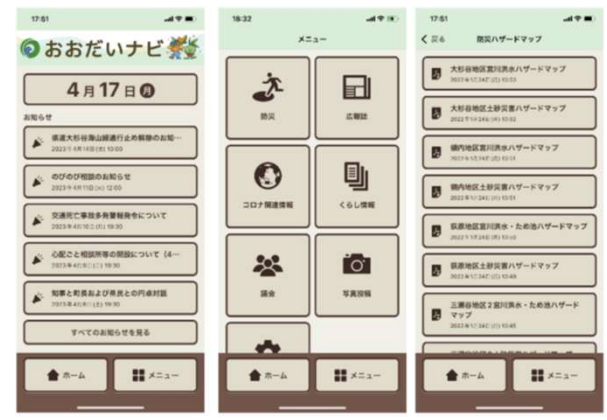 17:51
おおだいナビ
4月17日月
お知らせ
県道大杉谷海山線通行止め解除のお知…
のびのび相談のお知らせ
交通死亡事故多発警報発令について
心配ごと相談所等の開設について（4…
知事と町長および県民との円卓対話
すべてのお知らせを見る
ホーム
メニュー
18:32
メニュー
防災
広報誌
コロナ関連情報
くらし情報
議会
写真投稿
ホーム
メニュー
17:51
戻る
防災ハザードマップ
大杉谷地区宮川洪水ハザードマップ
大杉谷地区土砂災害ハザードマップ
領内地区宮川洪水ハザードマップ
領内地区土砂災害ハザードマップ
荻原地区宮川洪水・ため池ハザードマップ
荻原地区土砂災害ハザードマップ
三瀬谷地区2宮川洪水・ため池ハザード
マップ
ホーム
メニュー